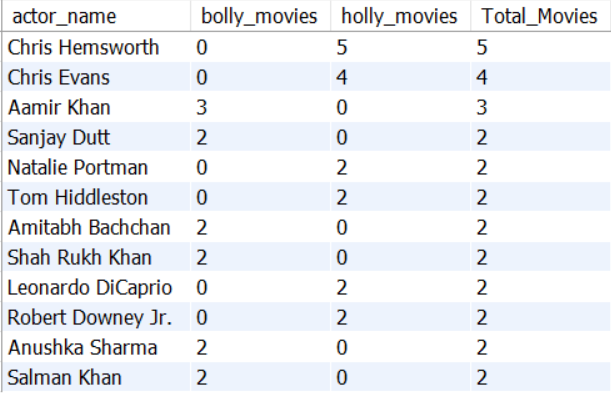 actor_name bolly_movies holly_movies Total_Movies
Chris Hemsworth 0 5 5
Chris Evans 0 4 4
Aamir Khan 3 0 3
Sanjay Dutt 2 0 2
Natalie Portman 0 2 2
Tom Hiddleston 0 2 2
Amitabh Bachchan 2 0 2
Shah Rukh Khan 2 0 2
Leonardo DiCaprio 0 2 2
Robert Downey Jr. 0 2 2
Anushka Sharma 2 0 2
Salman Khan 2 0 2